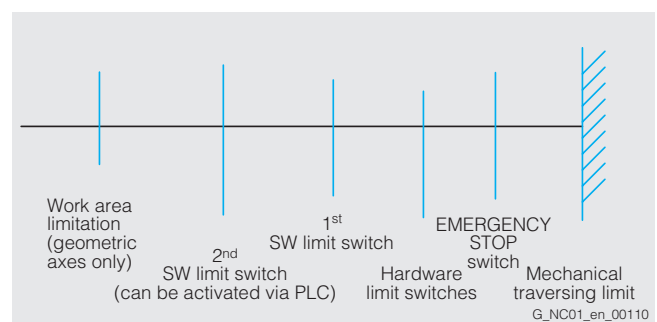 Work area
limitation
(geometric
axes only)
2nd
SW limit switch
(can be activated via PLC)
1st
SW limit switch
Hardware
limit switches
EMERGENCY
STOP
switch
Mechanical
traversing limit
G_NC01_en_00110